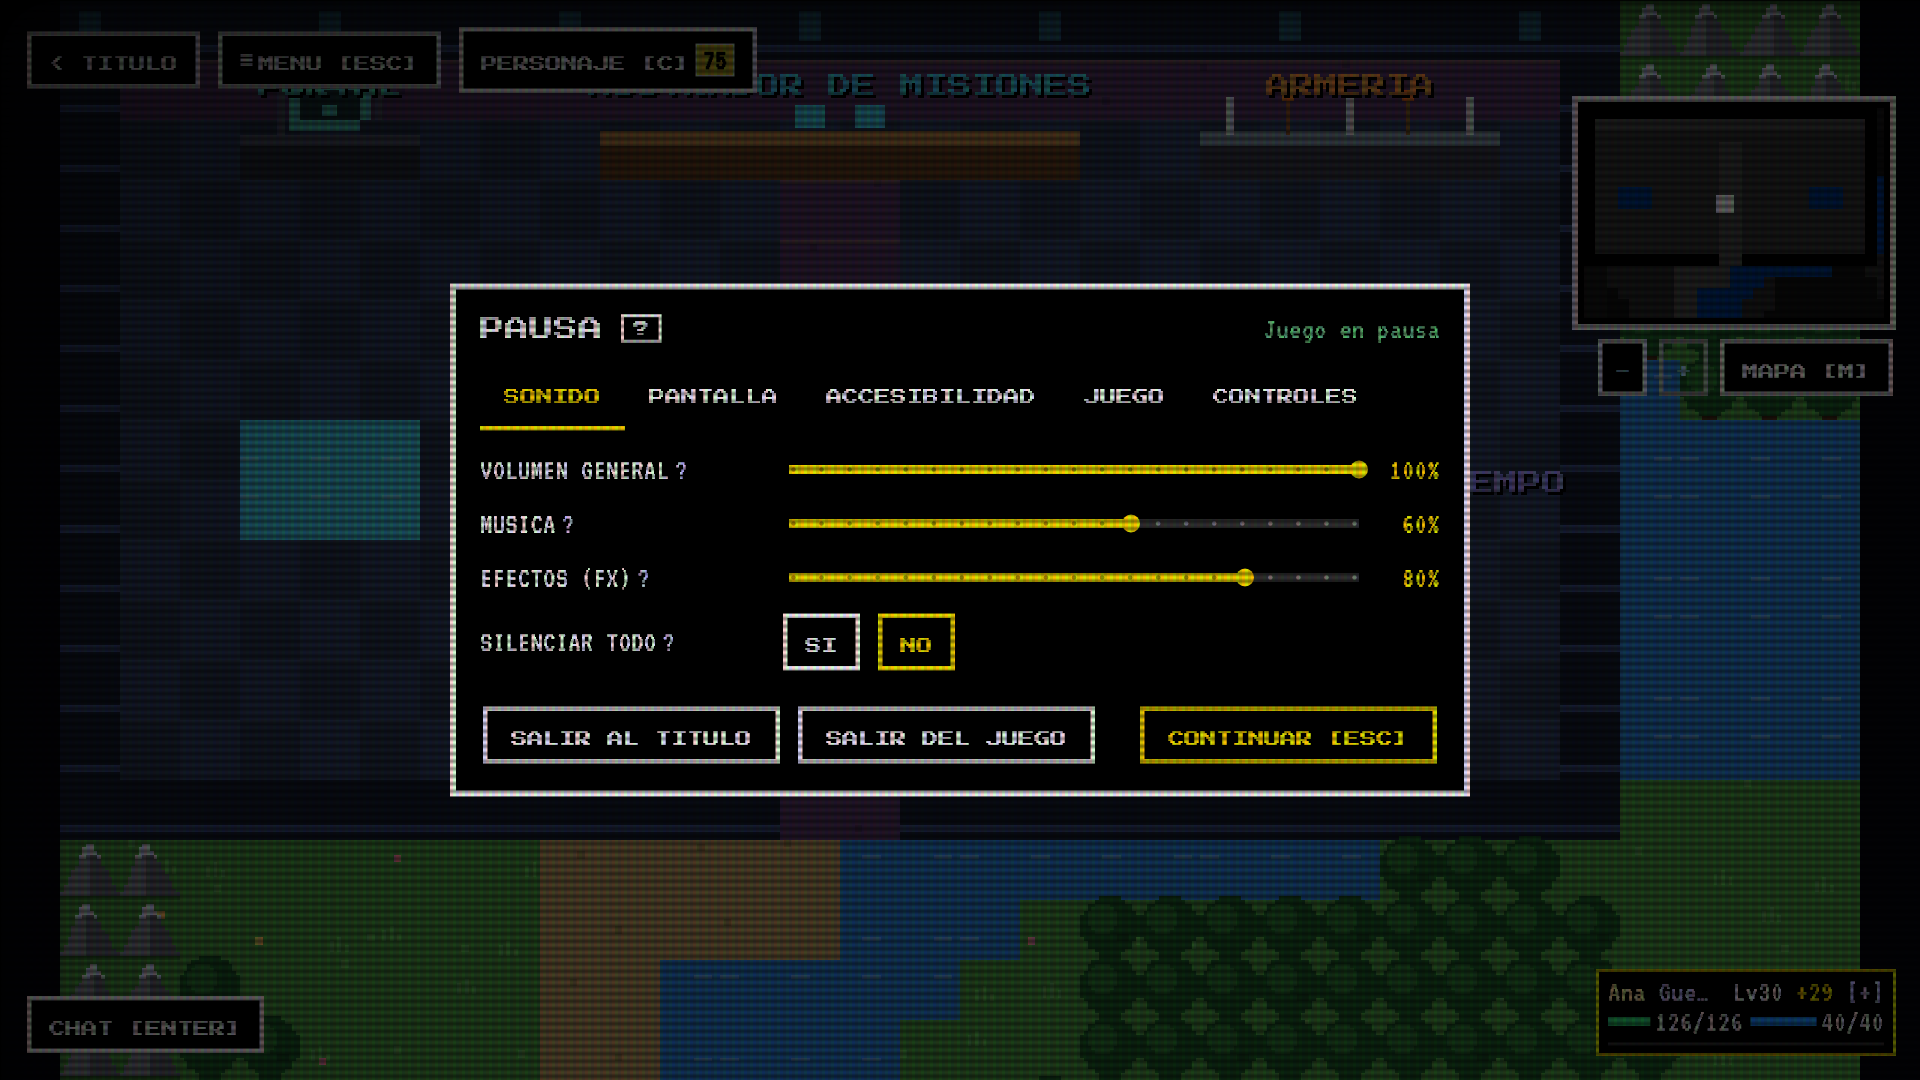 < TITULO
≡MENU [ESC]
PERSONAJE [C] 75
DE MISIONES
ARMERIA
PAUSA ?
Juego en pausa
SONIDO
PANTALLA
ACCESIBILIDAD
JUEGO
CONTROLES
VOLUMEN GENERAL ?
100%
MUSICA ?
60%
EFECTOS (FX) ?
80%
SILENCIAR TODO ?
SI
NO
SALIR AL TITULO
SALIR DEL JUEGO
CONTINUAR [ESC]
- +
MAPA [M]
EMPO
CHAT [ENTER]
Ana Gue… Lv30 +29 [+]
126/126 40/40